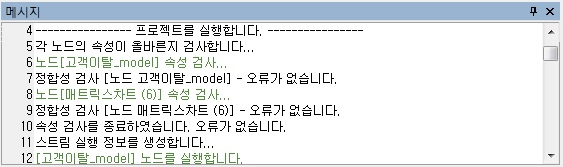 메시지
4 ---------------- 프로젝트를 실행합니다. ----------------
5 각 노드의 속성이 올바른지 검사합니다...
6 노드[고객이탈_model] 속성 검사...
7 정합성 검사 [노드 고객이탈_model] - 오류가 없습니다.
8 노드[매트릭스차트 (6)] 속성 검사...
9 정합성 검사 [노드 매트릭스차트 (6)] - 오류가 없습니다.
10 속성 검사를 종료하였습니다. 오류가 없습니다.
11 스트림 실행 정보를 생성합니다...
12 [고객이탈_model] 노드를 실행합니다.